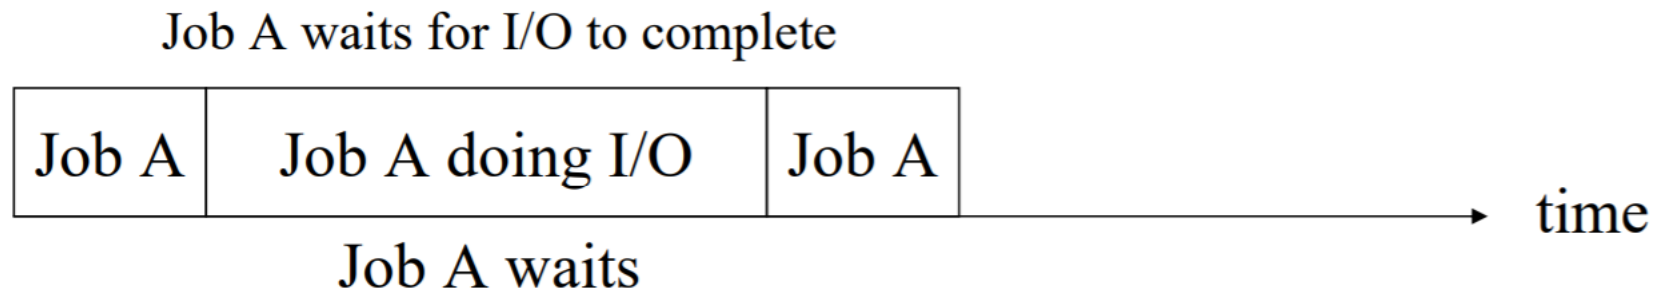 Job A waits for I/O to complete
Job A
Job A doing I/O
Job A
time
Job A waits